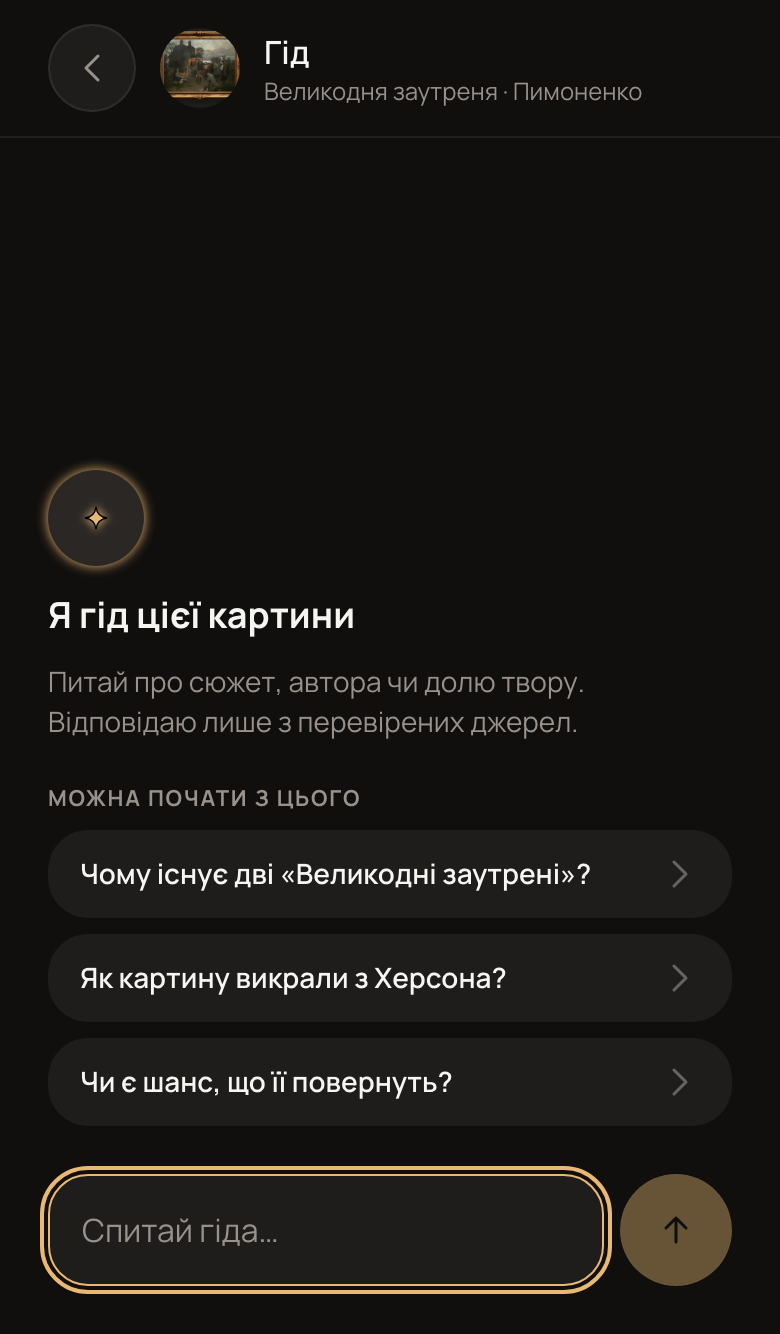 Гід
Великодня заутреня · Пимоненко
Я гід цієї картини
Питай про сюжет, автора чи долю твору.
Відповідаю лише з перевірених джерел.
МОЖНА ПОЧАТИ З ЦЬОГО
Чому існує дві «Великодні заутрені»?
Як картину викрали з Херсона?
Чи є шанс, що її повернуть?
Спитай гіда…